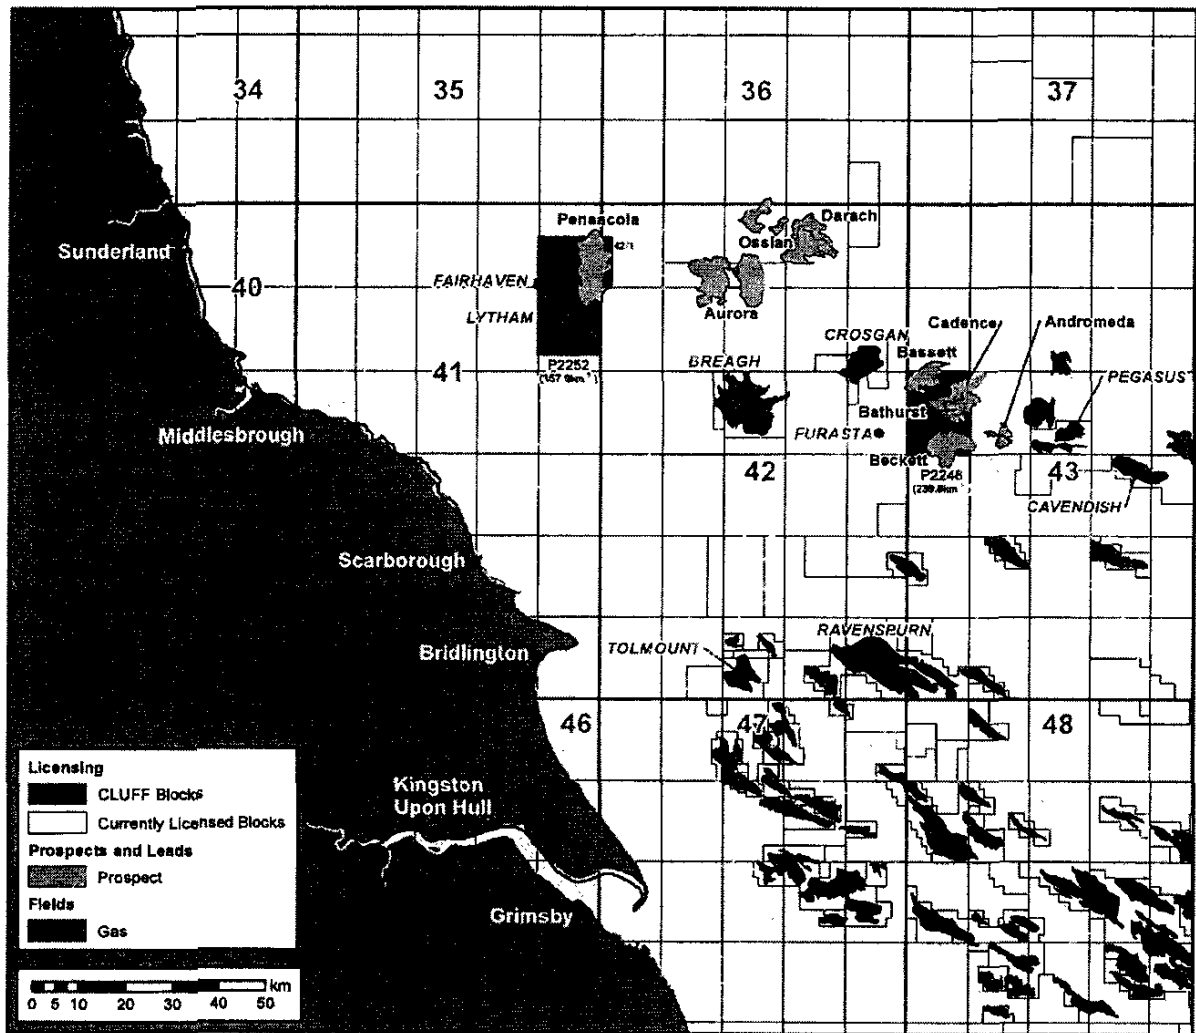 34
35
36
37
Penaacola
Darach
42/1
Ossian
Sunderland
FAIRHAVEN
40
Aurora
LYTHAM
CROSGAN
Cadence
Andromeda
BREAGH
Bassett
P2252
41
PEGASUS
Bathurst
Middlesbrough
FURASTA
Beckett
42
P2248
43
CAVENDISH
Scarborough
RAVENSPURN
Bridlington
TOLMOUNT
46
47
48
Licensing
CLUFF Blocks
Currently Licensed Blocks
Prospects and Leads
Prospect
Fields
Gas
Kingston
Upon Hull
Grimsby
km
0 5 10 20 30 40 50